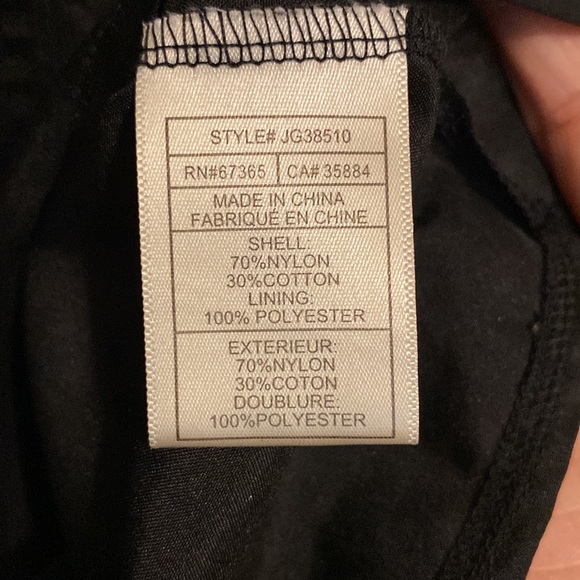 STYLE# JG38510
RN#67365 CA# 35884
MADE IN CHINA
FABRIQUÉ EN CHINE
SHELL:
70%NYLON
30%COTTON
LINING:
100% POLYESTER
EXTERIEUR:
70%NYLON
30%COTON
DOUBLURE:
100%POLYESTER